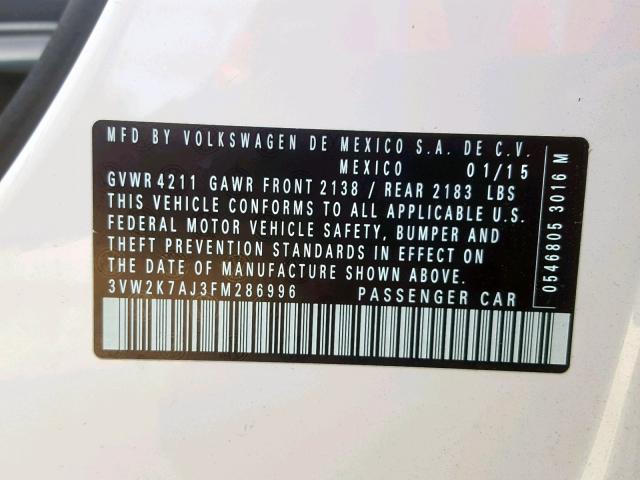 MFD BY VOLKSWAGEN DE MEXICO S.A. DE C.V.
MEXICO 01/15
GVWR 4211 GAWR FRONT 2138 / REAR 2183 LBS
THIS VEHICLE CONFORMS TO ALL APPLICABLE U.S.
FEDERAL MOTOR VEHICLE SAFETY, BUMPER AND
THEFT PREVENTION STANDARDS IN EFFECT ON
THE DATE OF MANUFACTURE SHOWN ABOVE.
3VW2K7AJ3FM286996 PASSENGER CAR
0546805 3016 M